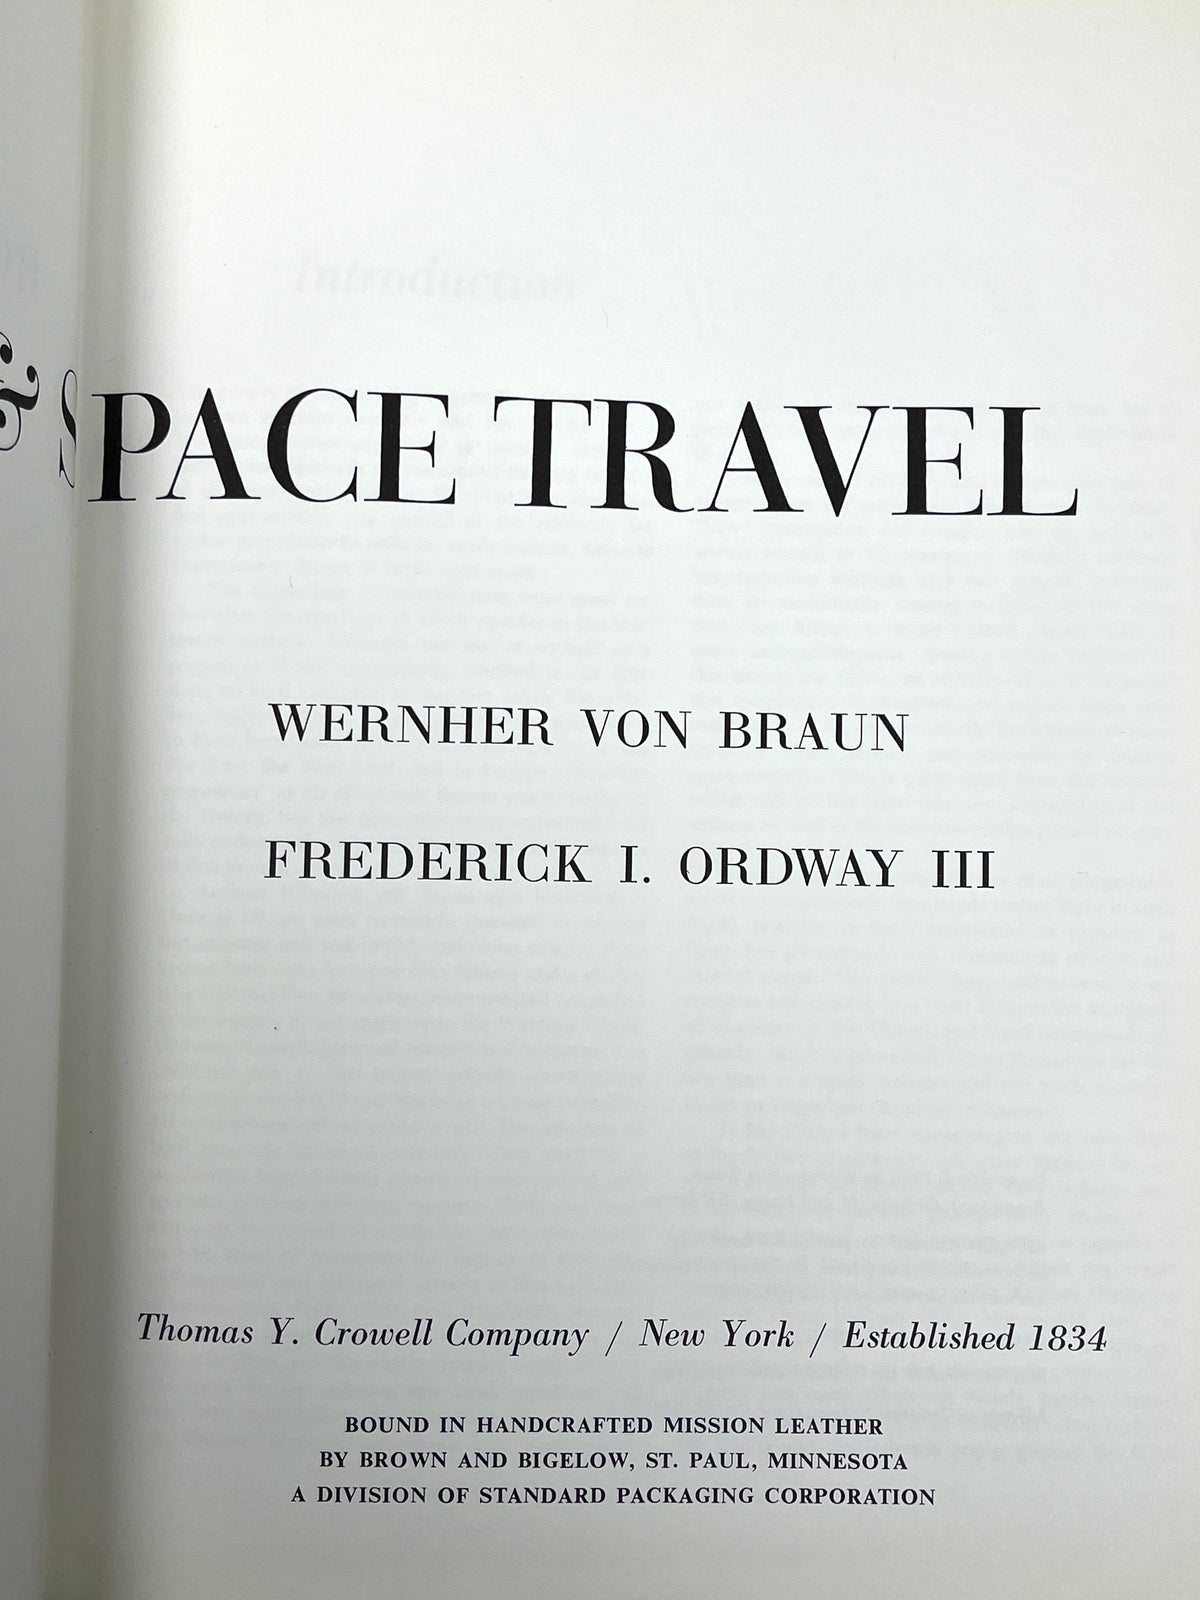 & SPACE TRAVEL
WERNHER VON BRAUN
FREDERICK I. ORDWAY III
Thomas Y. Crowell Company / New York / Established 1834
BOUND IN HANDCRAFTED MISSION LEATHER
BY BROWN AND BIGELOW, ST. PAUL, MINNESOTA
A DIVISION OF STANDARD PACKAGING CORPORATION